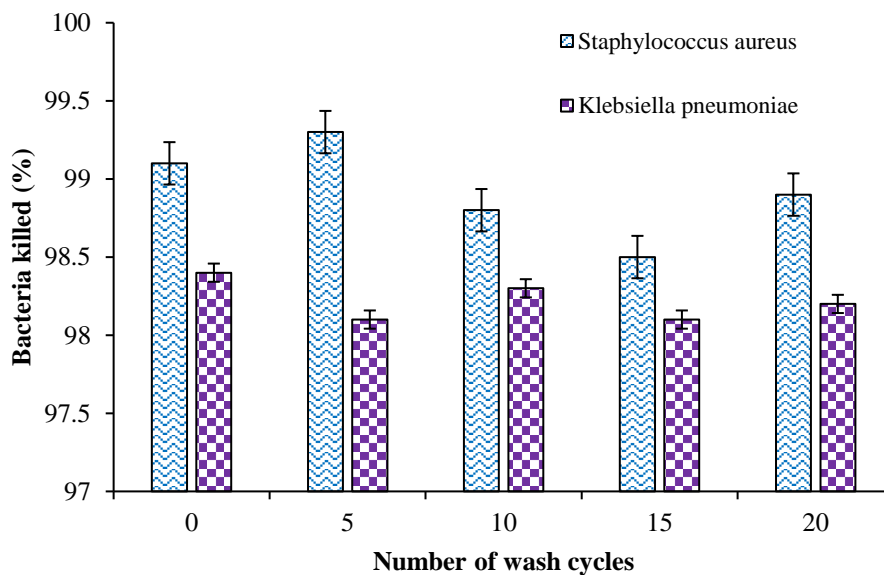 100
99.5
99
98.5
98
97.5
97
Bacteria killed (%)
Staphylococcus aureus
Klebsiella pneumoniae
0 5 10 15 20
Number of wash cycles